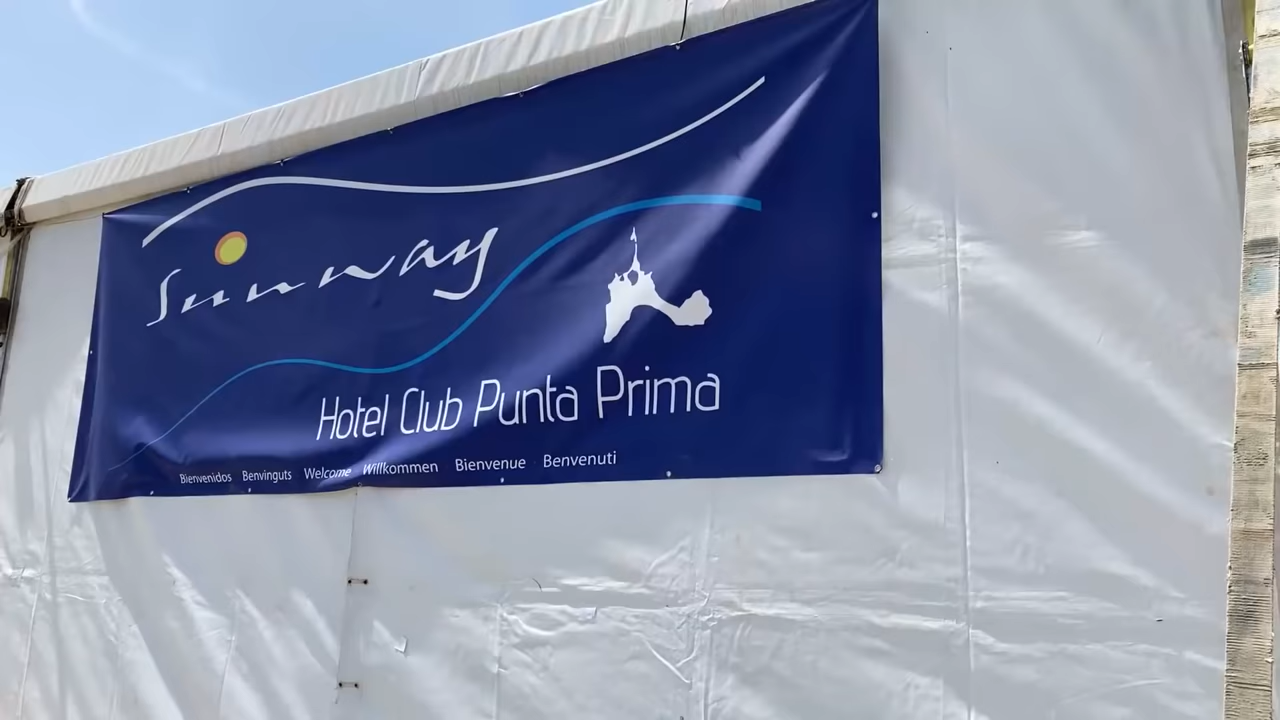 Sunway
Hotel Club Punta Prima
Bienvenidos Benvinguts Welcome Willkommen Bienvenue Benvenuti